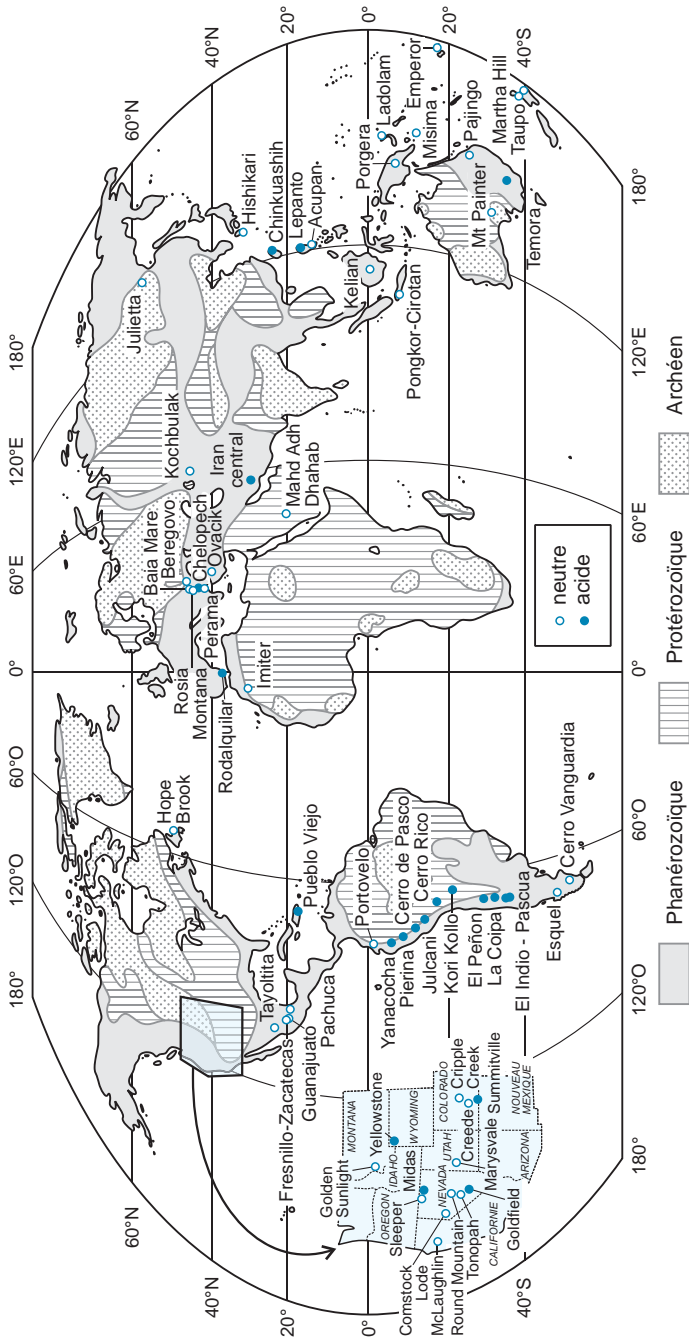 180°
120°O
60°O
0°
60°E
120°E
180°
60°N
40°N
20°
0°
20°
40°S
60°N
40°N
20°
0°
20°
40°S
180°
120°O
60°O
0°
60°E
120°E
180°
Hope
Brook
Tayoltita
Fresnillo-Zacatecas
Guanajuato
Pachuca
Pueblo Viejo
Portovelo
Yanacocha
Pierina
Cerro de Pasco
Julcani
Cerro Rico
Kori Kollo
El Peñon
La Coipa
El Indio - Pascua
Esquel
Cerro Vanguardia
Golden
Sunlight
MONTANA
Yellowstone
IDAHO
WYOMING
OREGON
Sleeper
Midas
NEVADA
UTAH
COLORADO
Cripple
Creek
Creede
Summitville
Marysvale
Comstock
Lode
McLaughlin
Round Mountain
Tonopah
CALIFORNIE
Goldfield
ARIZONA
NOUVEAU
MEXIQUE
Baia Mare
Beregovo
Chelopech
Ovacik
Rosia
Montana
Perama
Rodalquilar
Imiter
Kochbulak
Iran
central
Mahd Adh
Dhahab
Julietta
Hishikari
Chinkuashih
Lepanto
Acupan
Kelian
Pongkor-Cirotan
Porgera
Ladolam
Misima
Emperor
Pajingo
Mt Painter
Temora
Martha Hill
Taupo
neutre
acide
Phanérozoïque
Protérozoïque
Archéen